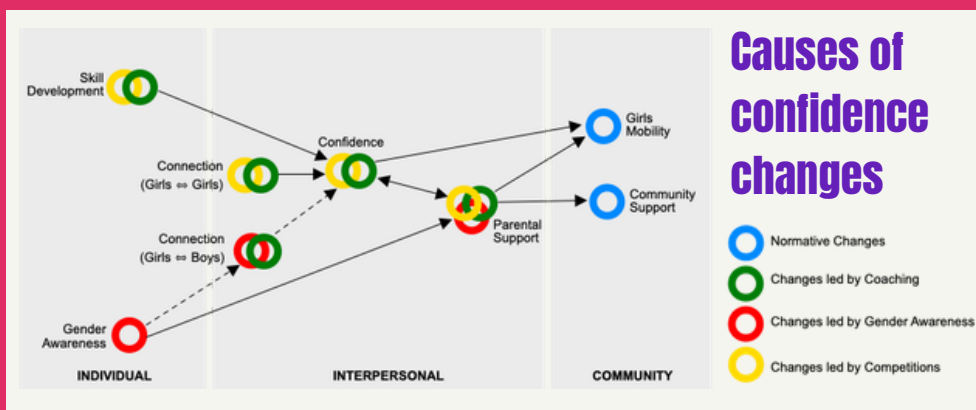 Causes of
confidence
changes
Skill
Development
Confidence
Connection
(Girls ⇔ Girls)
Connection
(Girls ⇔ Boys)
Gender
Awareness
Parental
Support
Girls
Mobility
Community
Support
INDIVIDUAL
INTERPERSONAL
COMMUNITY
Normative Changes
Changes led by Coaching
Changes led by Gender Awareness
Changes led by Competitions